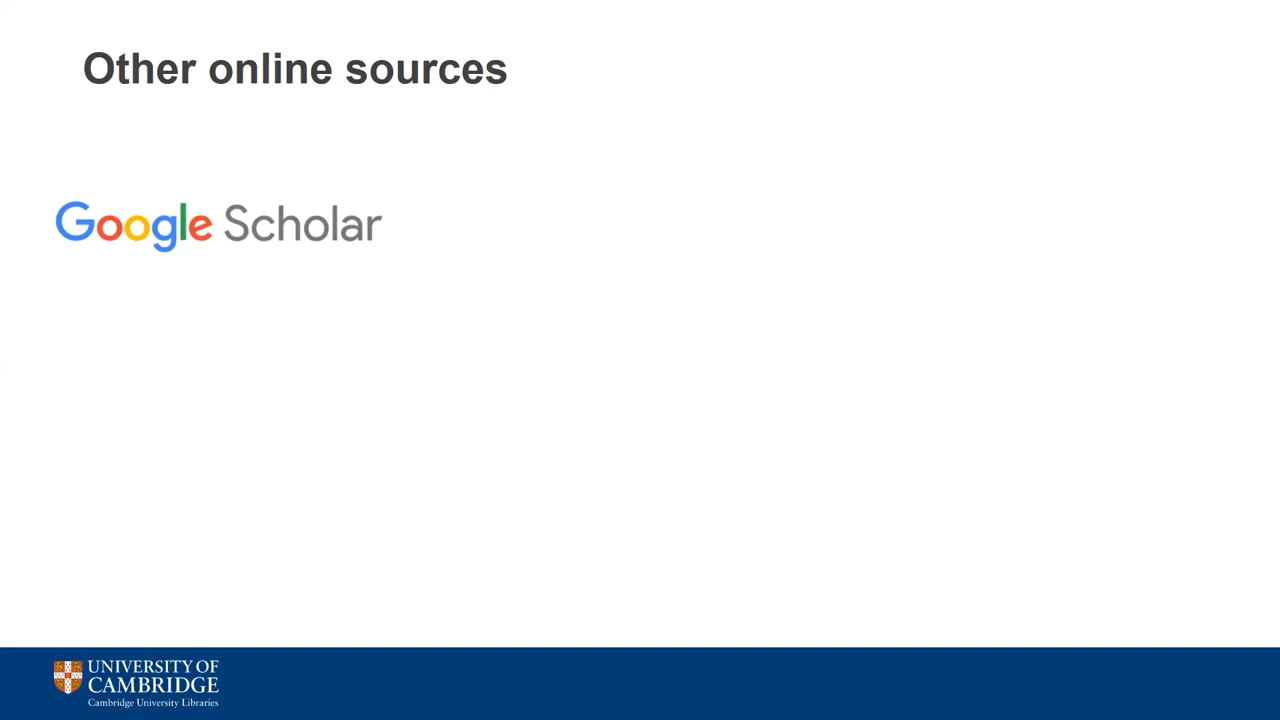 Other online sources
Google Scholar
UNIVERSITY OF
CAMBRIDGE
Cambridge University Libraries